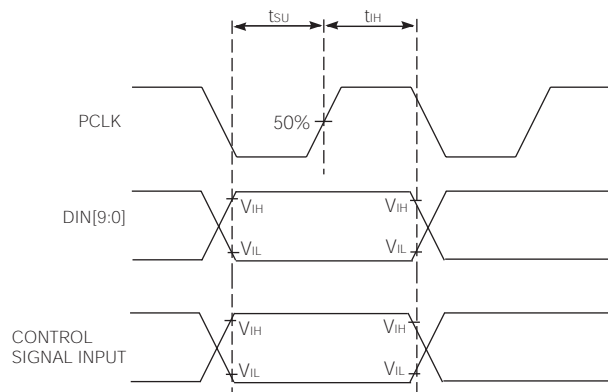 tSU tIH
PCLK
50%
DIN[9:0]
VIH VIH
VIL VIL
CONTROL
SIGNAL INPUT
VIH VIH
VIL VIL